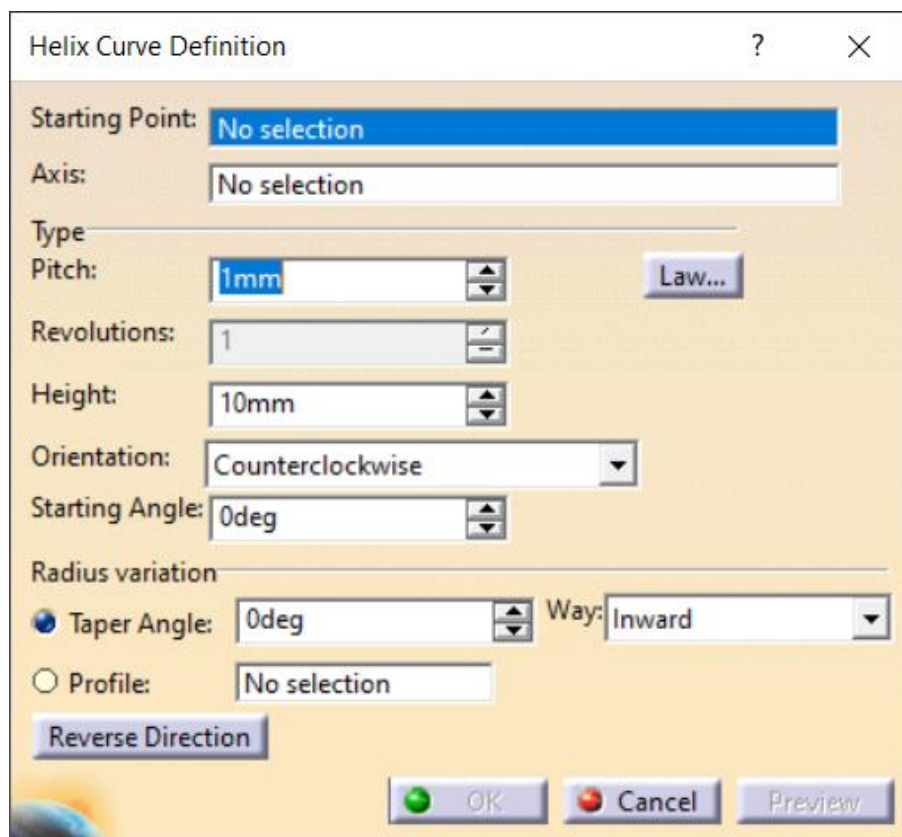 Helix Curve Definition ? ×
Starting Point: No selection
Axis: No selection
Type
Pitch: 1mm Law...
Revolutions: 1
Height: 10mm
Orientation: Counterclockwise
Starting Angle: 0deg
Radius variation
Taper Angle: 0deg Way: Inward
Profile: No selection
Reverse Direction
OK Cancel Preview